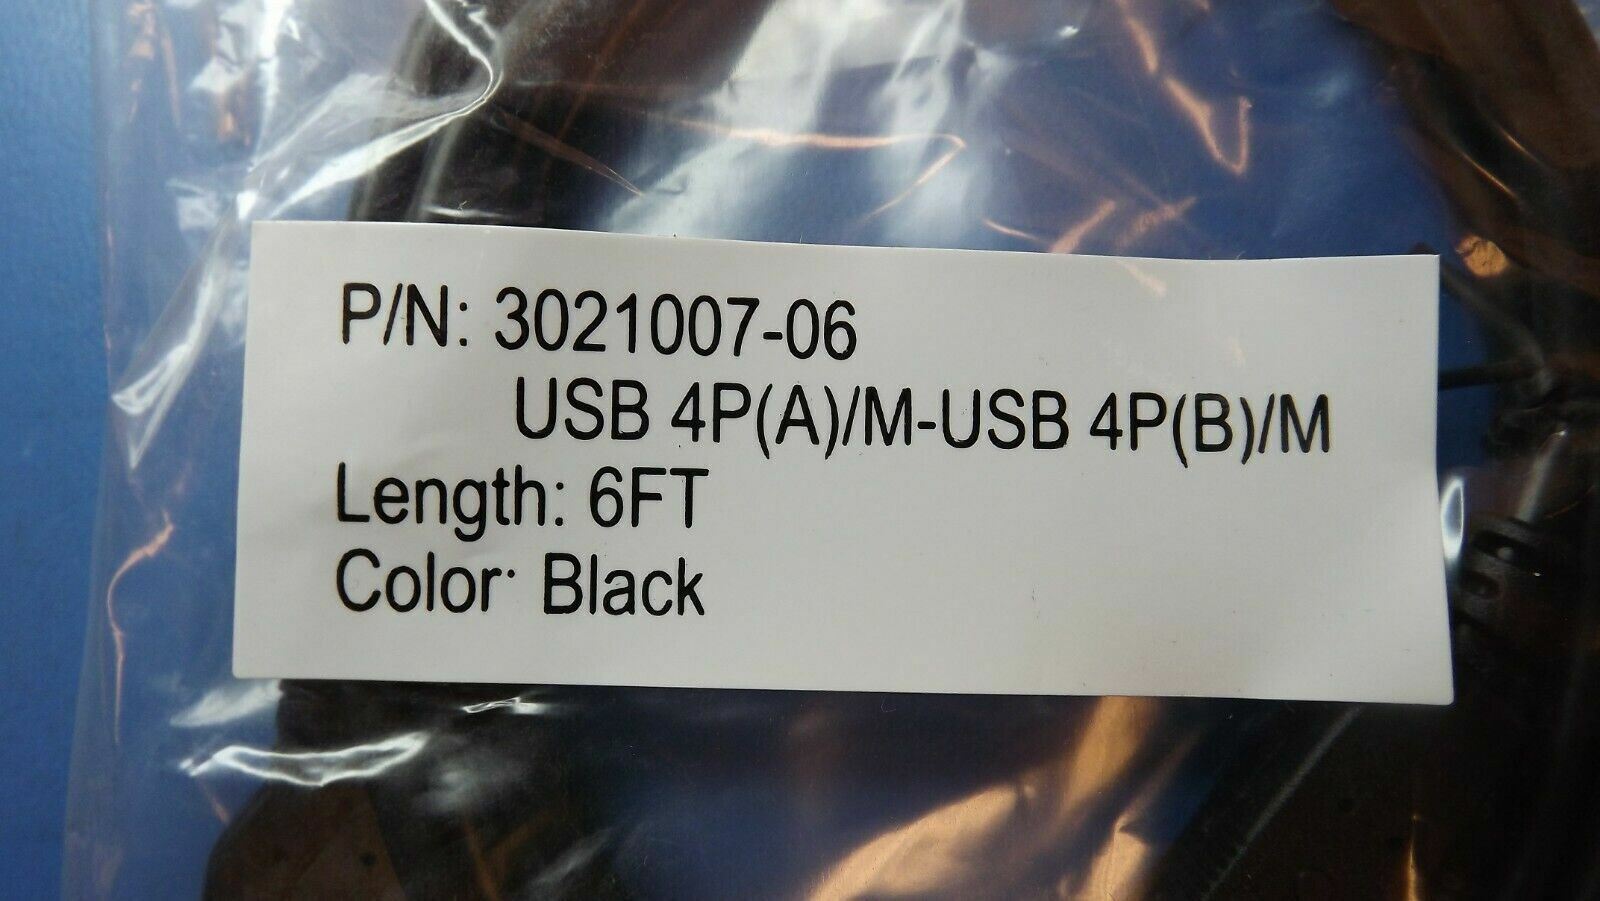 P/N: 3021007-06
USB 4P(A)/M-USB 4P(B)/M
Length: 6FT
Color: Black